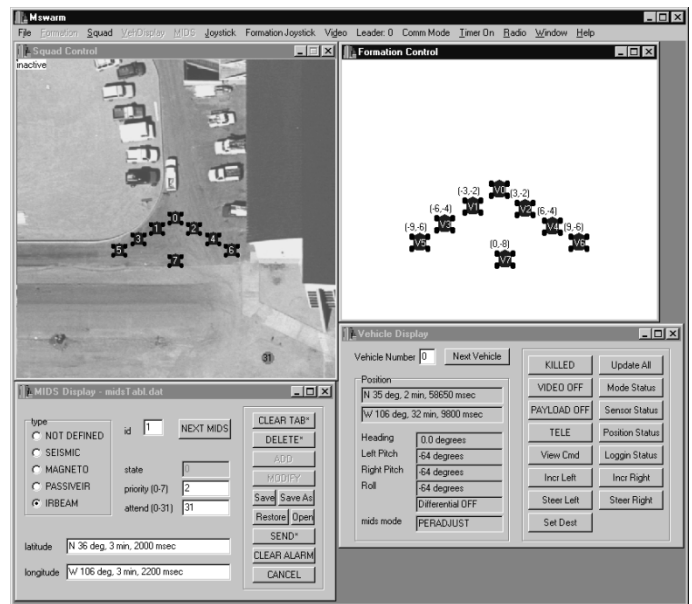 Mswarm
File Formation Squad VehDisplay MIDS Joystick Formation Joystick Video Leader: 0 Comm Mode Timer On Radio Window Help
Squad Control
inactive
0
1 2
3 4
5 6
7
31
Formation Control
V0
(-3,-2) (3,-2)
V1 V2
(-6,-4) (6,-4)
V3 V4
(-9,-6) (9,-6)
V5 V6
(0,-8)
V7
MIDS Display - midsTabl.dat
type
NOT DEFINED
SEISMIC
MAGNETO
PASSIVEIR
IRBEAM
id 1 NEXT MIDS
state 0
priority (0-7) 2
attend (0-31) 31
latitude N 36 deg, 3 min, 2000 msec
longitude W 106 deg, 3 min, 2200 msec
CLEAR TAB*
DELETE*
ADD
MODIFY
Save Save As
Restore Open
SEND*
CLEAR ALARM
CANCEL
Vehicle Display
Vehicle Number 0 Next Vehicle
Position
N 35 deg, 2 min, 58650 msec
W 106 deg, 32 min, 9800 msec
Heading 0.0 degrees
Left Pitch -64 degrees
Right Pitch -64 degrees
Roll -64 degrees
Differential OFF
mids mode PERADJUST
KILLED Update All
VIDEO OFF Mode Status
PAYLOAD OFF Sensor Status
TELE Position Status
View Cmd Loggin Status
Incr Left Incr Right
Steer Left Steer Right
Set Dest